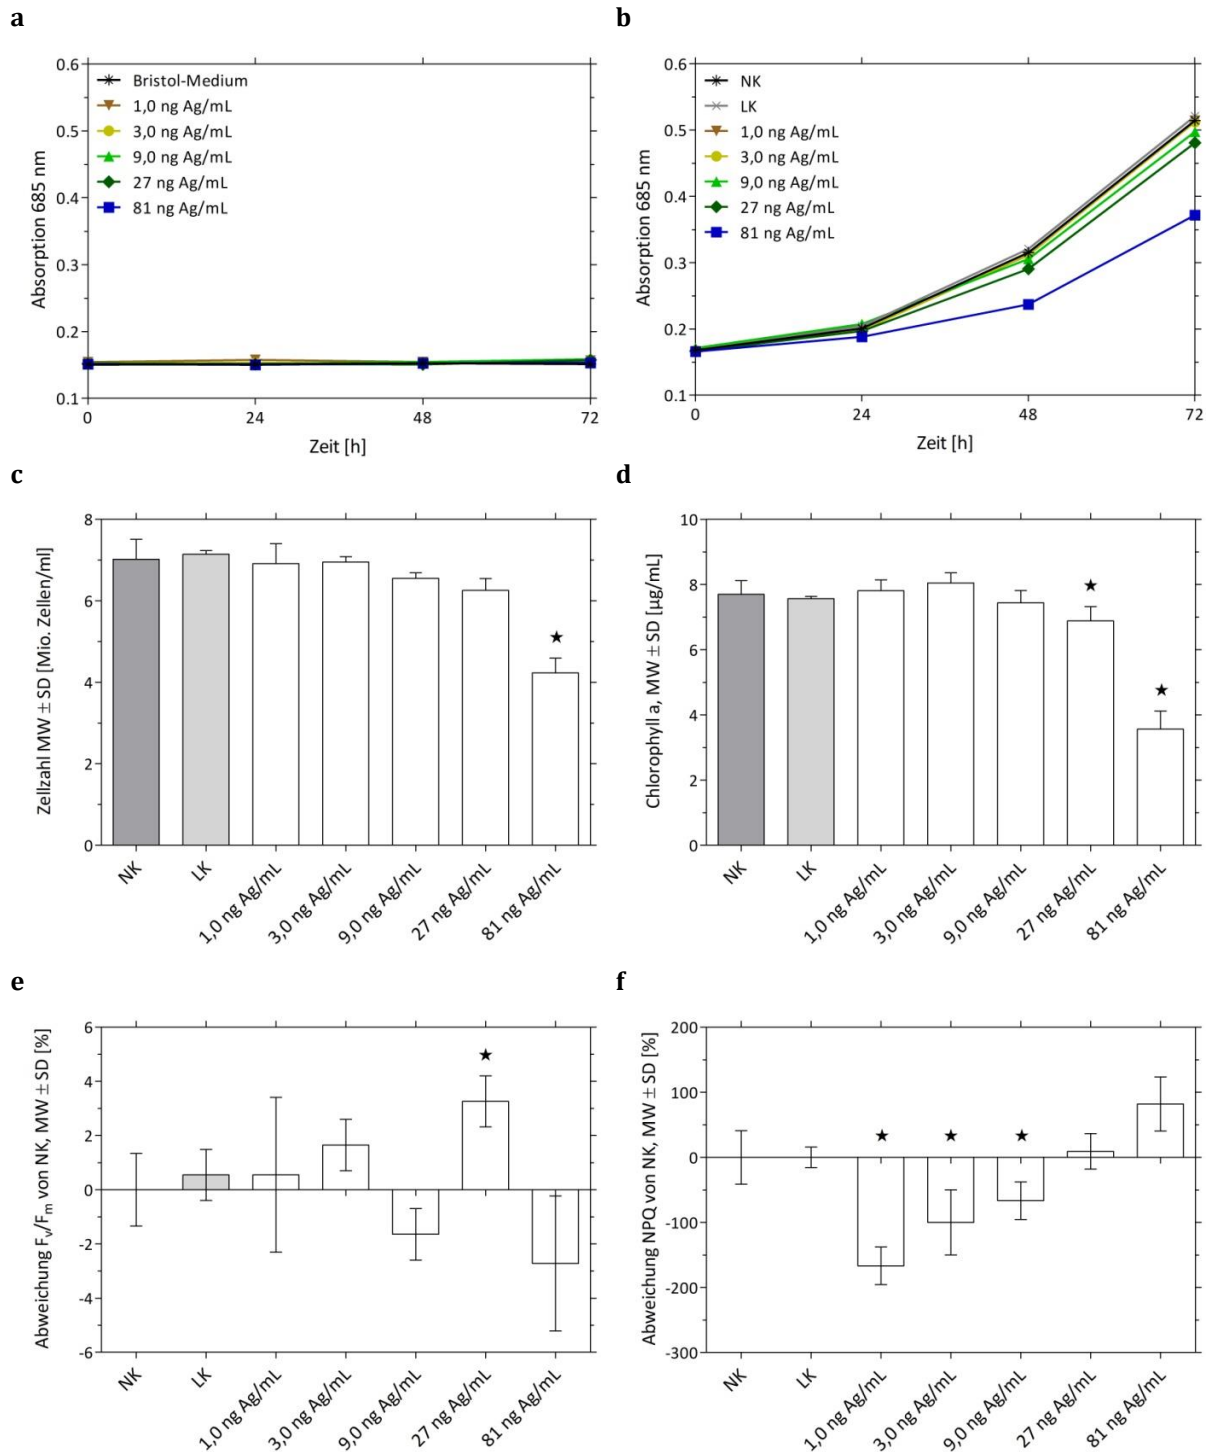 a
0.6
0.5
0.4
0.3
0.2
0.1
Absorption 685 nm
Bristol-Medium
1,0 ng Ag/mL
3,0 ng Ag/mL
9,0 ng Ag/mL
27 ng Ag/mL
81 ng Ag/mL
0
24
48
72
Zeit [h]
b
0.6
0.5
0.4
0.3
0.2
0.1
Absorption 685 nm
NK
LK
1,0 ng Ag/mL
3,0 ng Ag/mL
9,0 ng Ag/mL
27 ng Ag/mL
81 ng Ag/mL
0
24
48
72
Zeit [h]
c
8
6
4
2
0
Zellzahl MW ± SD [Mio. Zellen/ml]
★
NK
LK
1,0 ng Ag/mL
3,0 ng Ag/mL
9,0 ng Ag/mL
27 ng Ag/mL
81 ng Ag/mL
d
10
8
6
4
2
0
Chlorophyll a, MW ± SD [µg/mL]
★
★
NK
LK
1,0 ng Ag/mL
3,0 ng Ag/mL
9,0 ng Ag/mL
27 ng Ag/mL
81 ng Ag/mL
e
6
4
2
0
-2
-4
-6
Abweichung Fv/Fm von NK, MW ± SD [%]
★
NK
LK
1,0 ng Ag/mL
3,0 ng Ag/mL
9,0 ng Ag/mL
27 ng Ag/mL
81 ng Ag/mL
f
200
100
0
-100
-200
-300
Abweichung NPQ von NK, MW ± SD [%]
★
★
★
NK
LK
1,0 ng Ag/mL
3,0 ng Ag/mL
9,0 ng Ag/mL
27 ng Ag/mL
81 ng Ag/mL